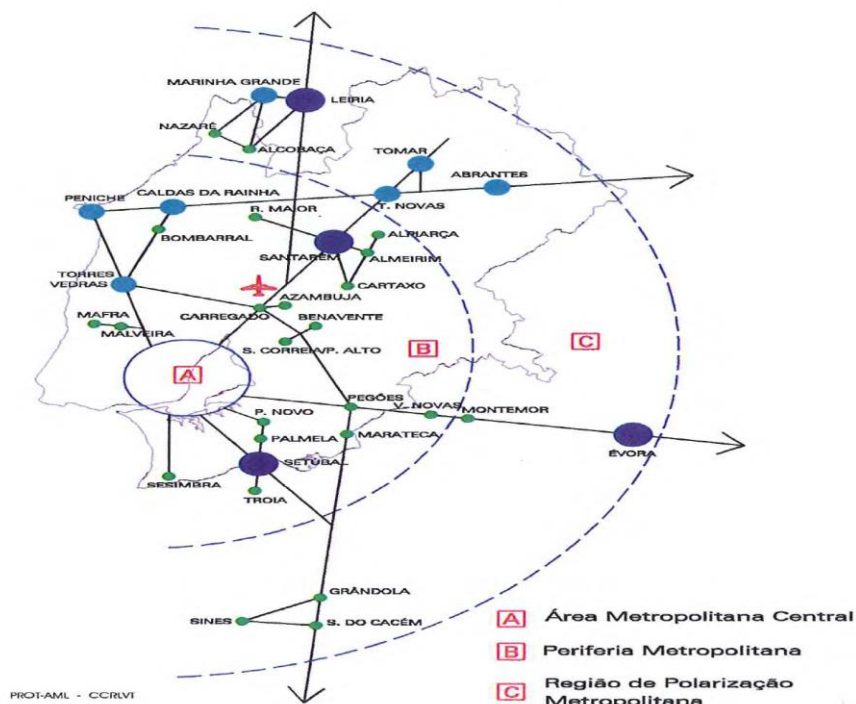 MARINHA GRANDE
LEIRIA
NAZARÉ
ALCOBAÇA
TOMAR
ABRANTES
PENICHE
CALDAS DA RAINHA
T. NOVAS
R. MAIOR
BOMBARRAL
ALPIARÇA
SANTARÉM
ALMEIRIM
TORRES
VEDRAS
CARTAXO
AZAMBUJA
CARREGADO
BENAVENTE
MAFRA
MALVEIRA
S. CORREIA/P. ALTO
B
C
A
PEGÕES
V. NOVAS
MONTEMOR
P. NOVO
PALMELA
MARATECA
ÉVORA
SETÚBAL
SESIMBRA
TROIA
GRÂNDOLA
SINES
S. DO CACÉM
A Área Metropolitana Central
B Periferia Metropolitana
C Região de Polarização
Metropolitana
PROT-AML - CCRLVT